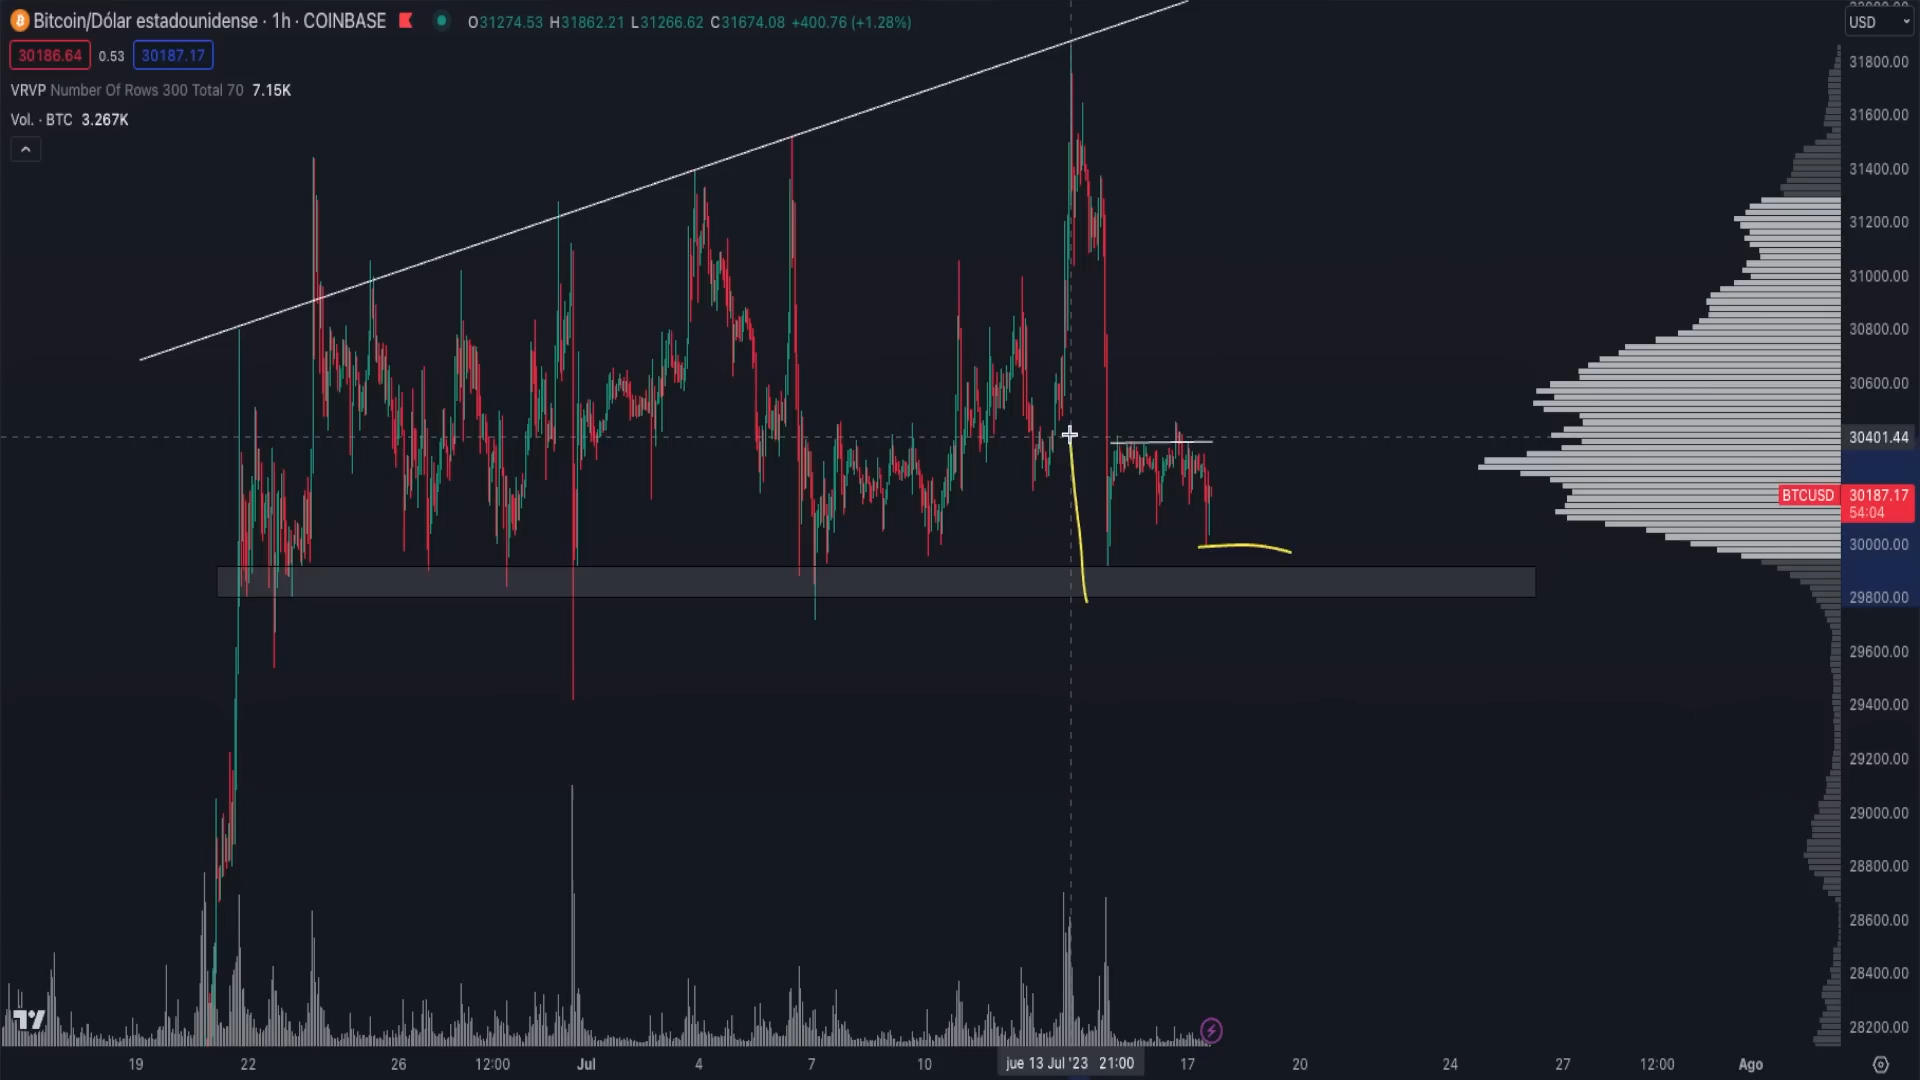 Bitcoin/Dólar estadounidense · 1h · COINBASE O31274.53 H31862.21 L31266.62 C31674.08 +400.76 (+1.28%)
USD
30186.64 0.53 30187.17
VRVP Number Of Rows 300 Total 70 7.15K
Vol. · BTC 3.267K
31800.00
31600.00
31400.00
31200.00
31000.00
30800.00
30600.00
30401.44
BTCUSD 30187.17
54:04
30000.00
29800.00
29600.00
29400.00
29200.00
29000.00
28800.00
28600.00
28400.00
28200.00
19 22 26 12:00 Jul 4 7 10 jue 13 Jul '23 21:00 17 20 24 27 12:00 Ago